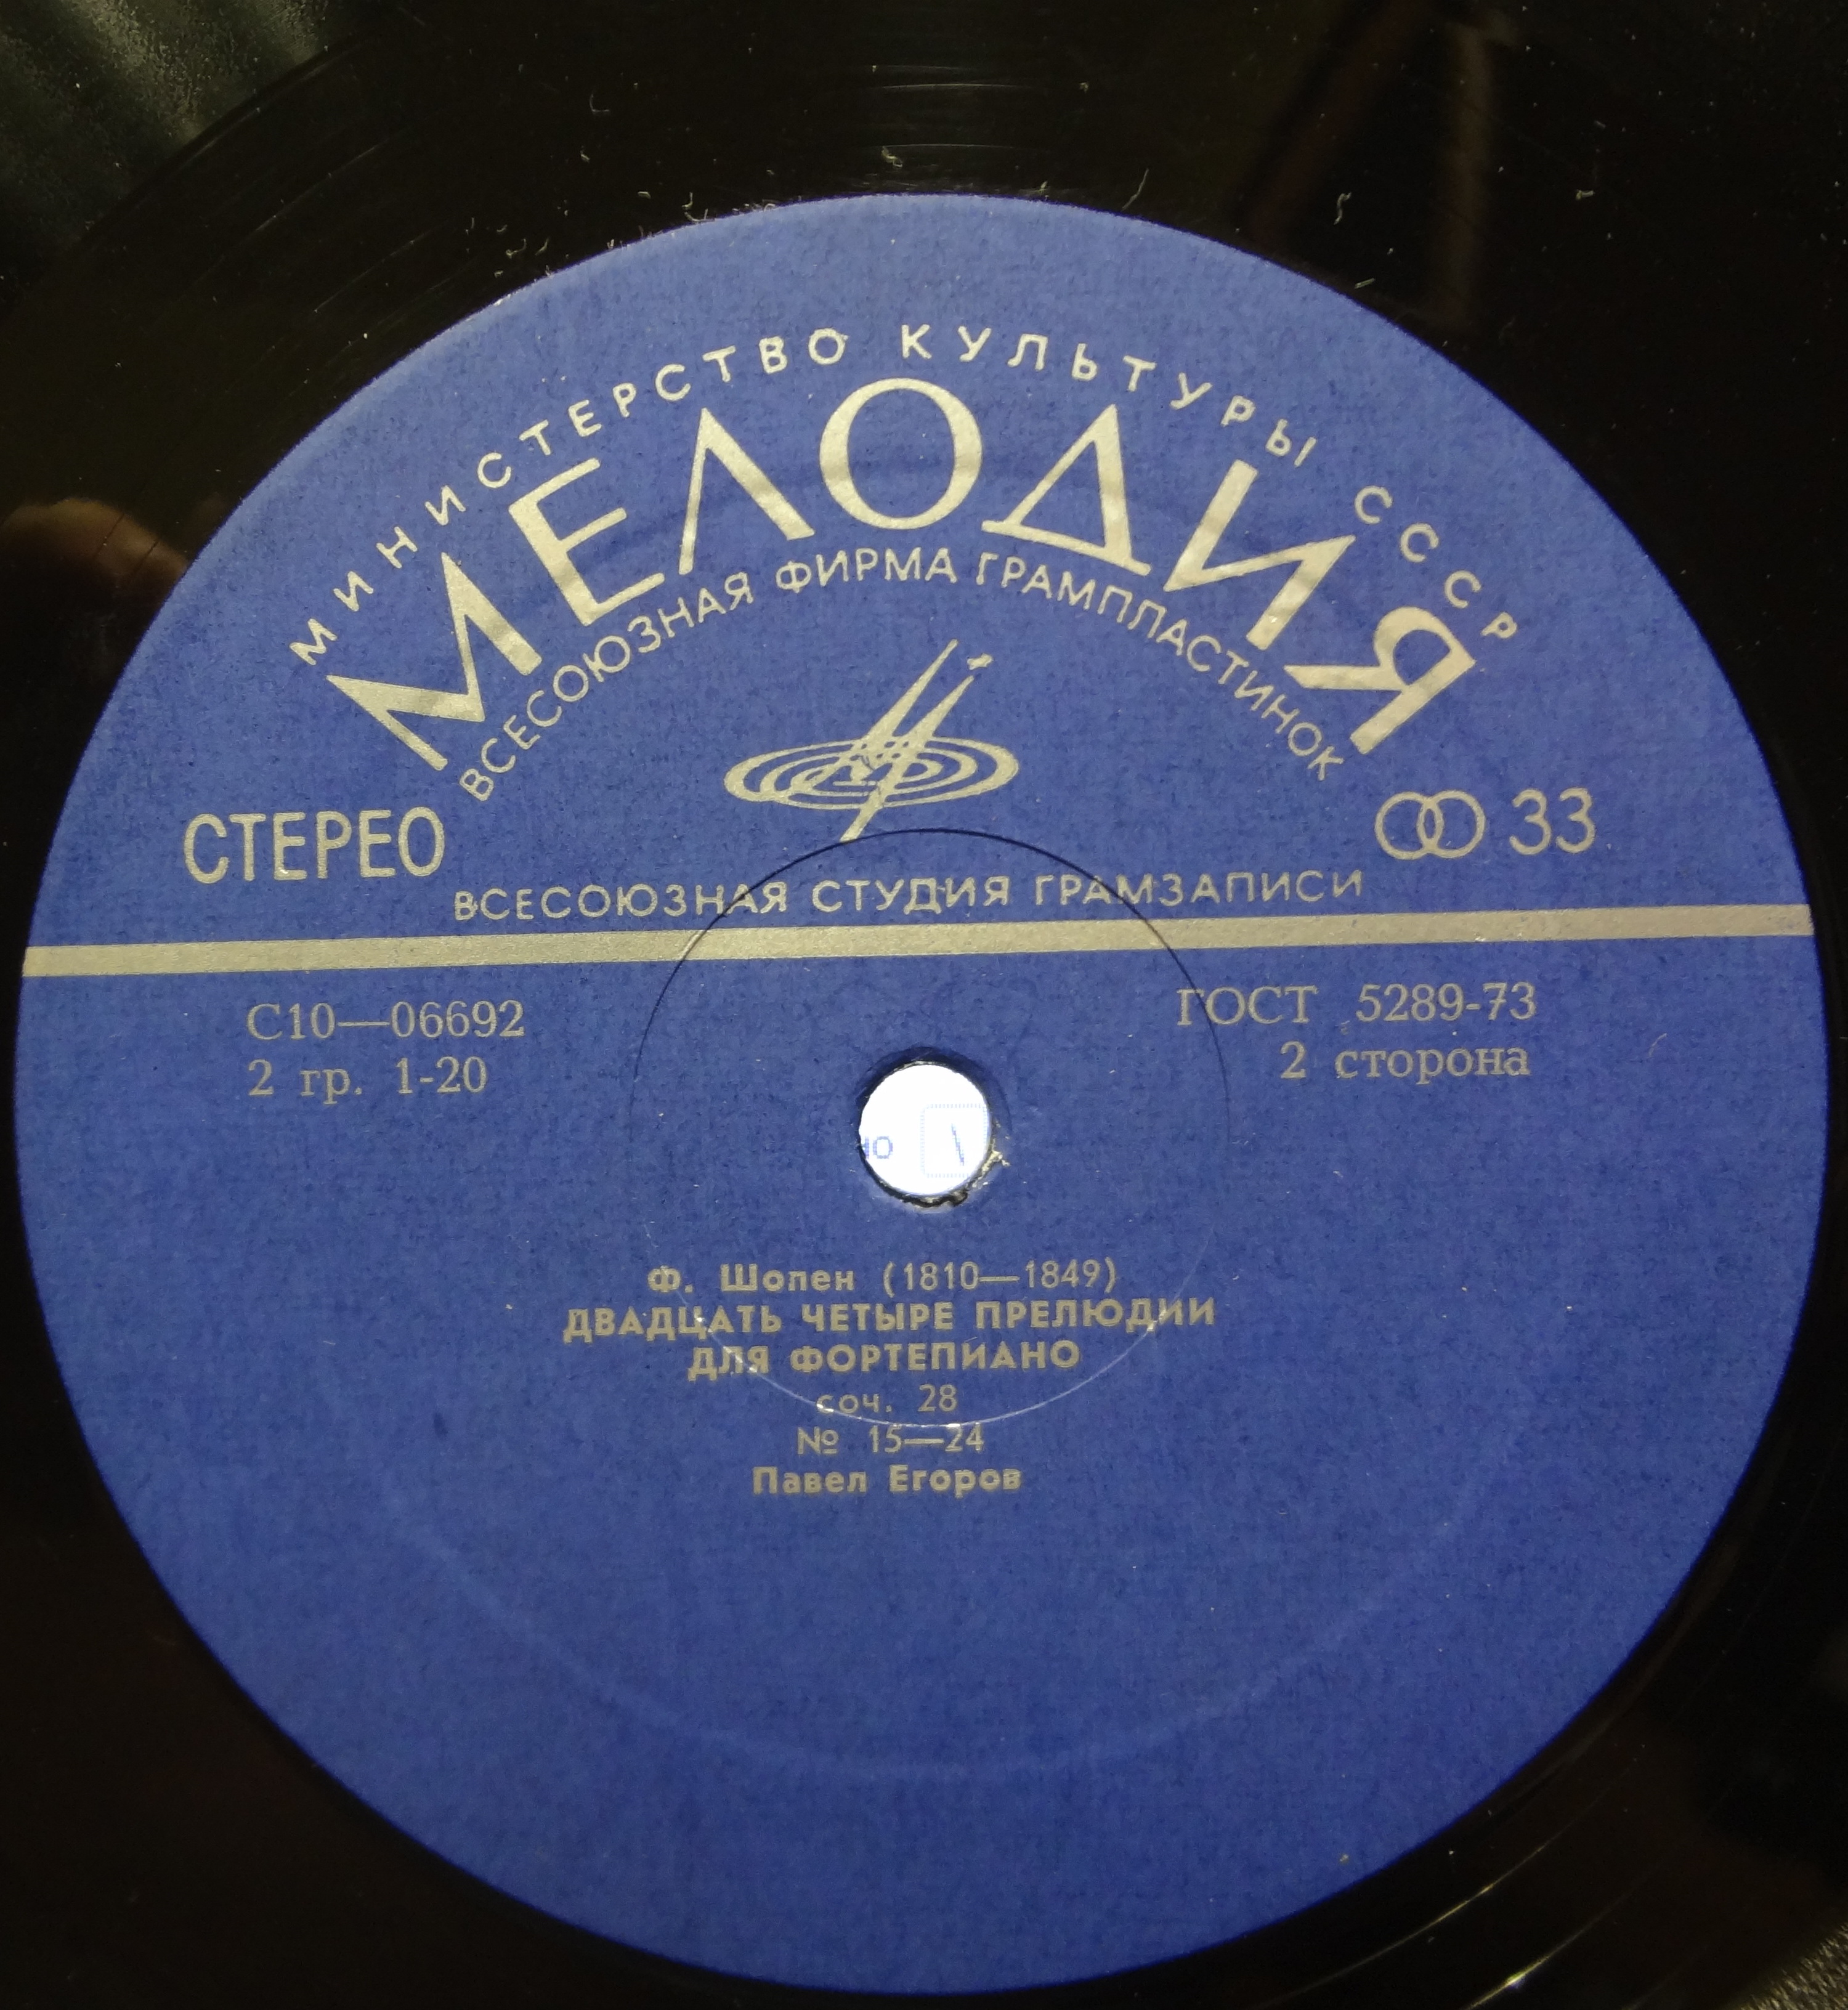 МИНИСТЕРСТВО КУЛЬТУРЫ СССР
МЕЛОДИЯ
ВСЕСОЮЗНАЯ ФИРМА ГРАМПЛАСТИНОК
СТЕРЕО
33
ВСЕСОЮЗНАЯ СТУДИЯ ГРАМЗАПИСИ
С10—06692
ГОСТ 5289-73
2 гр. 1-20
2 сторона
Ф. Шопен (1810—1849)
ДВАДЦАТЬ ЧЕТЫРЕ ПРЕЛЮДИИ
ДЛЯ ФОРТЕПИАНО
соч. 28
№ 15—24
Павел Егоров